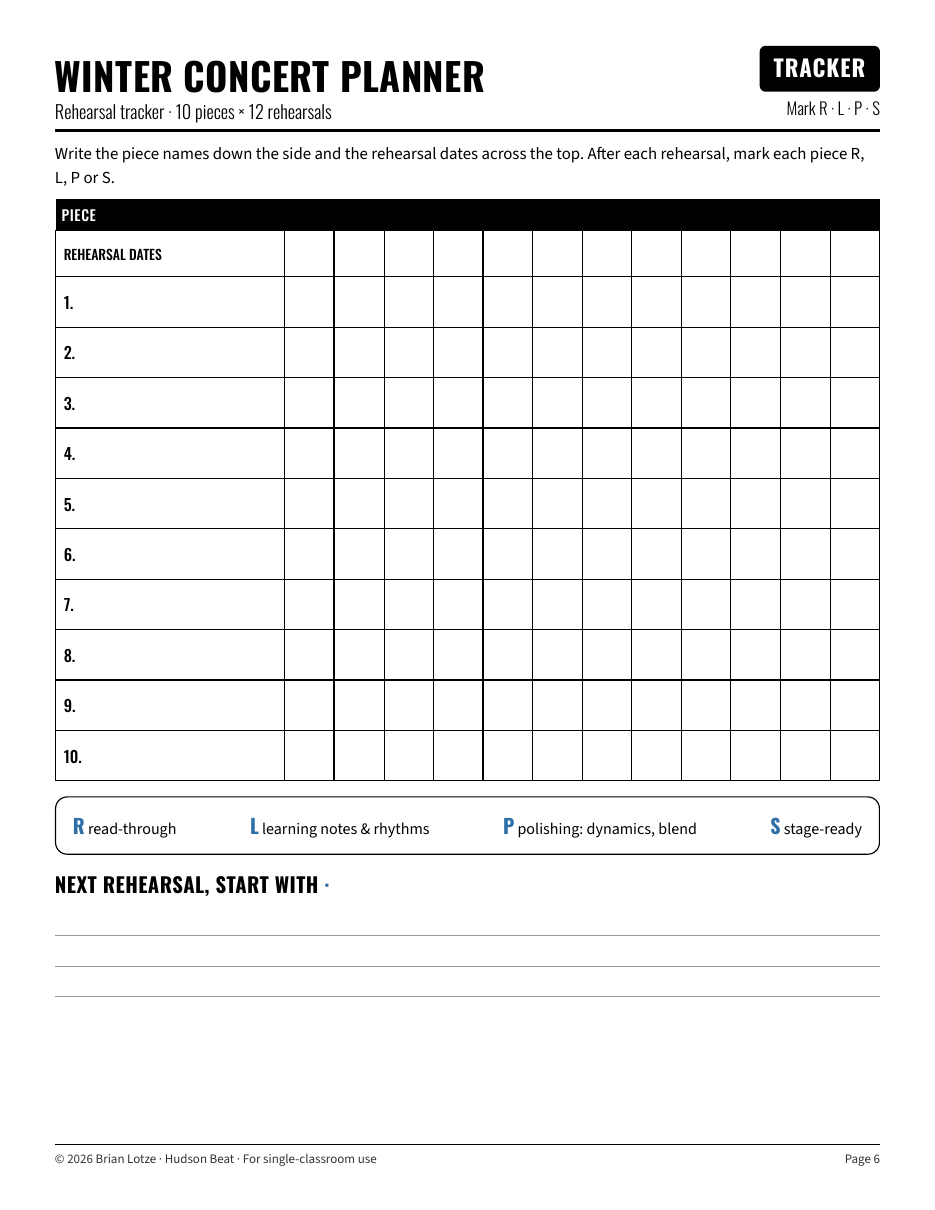 WINTER CONCERT PLANNER
TRACKER
Rehearsal tracker · 10 pieces × 12 rehearsals
Mark R · L · P · S
Write the piece names down the side and the rehearsal dates across the top. After each rehearsal, mark each piece R,
L, P or S.
PIECE
REHEARSAL DATES
1.
2.
3.
4.
5.
6.
7.
8.
9.
10.
R read-through L learning notes & rhythms P polishing: dynamics, blend S stage-ready
NEXT REHEARSAL, START WITH ·
© 2026 Brian Lotze · Hudson Beat · For single-classroom use
Page 6